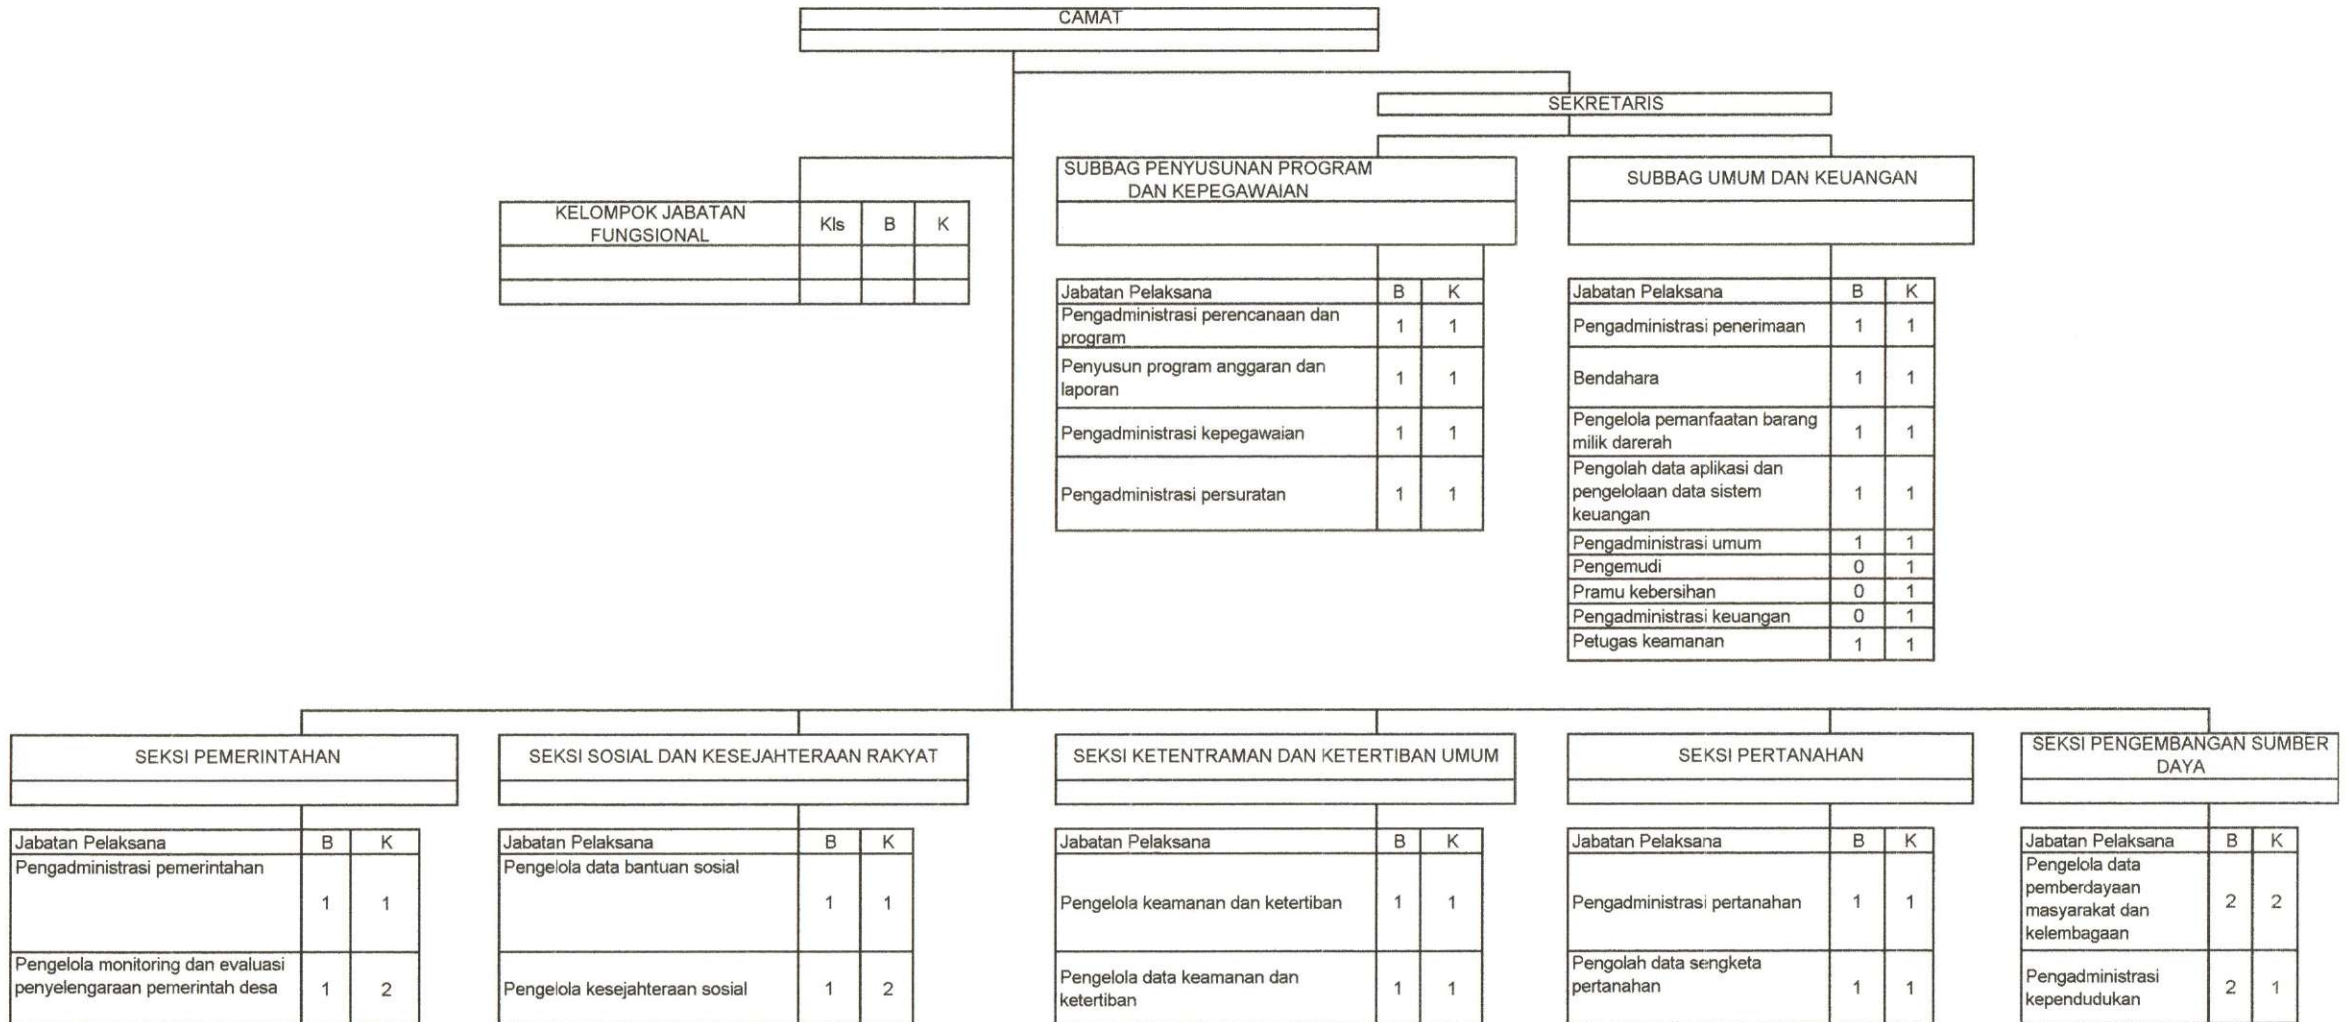 CAMAT
SEKRETARIS
SUBBAG PENYUSUNAN PROGRAM
DAN KEPEGAWAIAN
SUBBAG UMUM DAN KEUANGAN
KELOMPOK JABATAN
FUNGSIONAL
Kls B K
Jabatan Pelaksana B K
Pengadministrasi perencanaan dan
program 1 1
Penyusun program anggaran dan
laporan 1 1
Pengadministrasi kepegawaian 1 1
Pengadministrasi persuratan 1 1
Jabatan Pelaksana B K
Pengadministrasi penerimaan 1 1
Bendahara 1 1
Pengelola pemanfaatan barang
milik darerah 1 1
Pengolah data aplikasi dan
pengelolaan data sistem 1 1
keuangan
Pengadministrasi umum 1 1
Pengemudi 0 1
Pramu kebersihan 0 1
Pengadministrasi keuangan 0 1
Petugas keamanan 1 1
SEKSI PEMERINTAHAN
Jabatan Pelaksana B K
Pengadministrasi pemerintahan
1 1
Pengelola monitoring dan evaluasi
penyelengaraan pemerintah desa 1 2
SEKSI SOSIAL DAN KESEJAHTERAAN RAKYAT
Jabatan Pelaksana B K
Pengelola data bantuan sosial
1 1
Pengelola kesejahteraan sosial 1 2
SEKSI KETENTRAMAN DAN KETERTIBAN UMUM
Jabatan Pelaksana B K
Pengelola keamanan dan ketertiban 1 1
Pengelola data keamanan dan
ketertiban 1 1
SEKSI PERTANAHAN
Jabatan Pelaksana B K
Pengadministrasi pertanahan 1 1
Pengolah data sengketa
pertanahan 1 1
SEKSI PENGEMBANGAN SUMBER
DAYA
Jabatan Pelaksana B K
Pengelola data
pemberdayaan
masyarakat dan 2 2
kelembagaan
Pengadministrasi
kependudukan 2 1